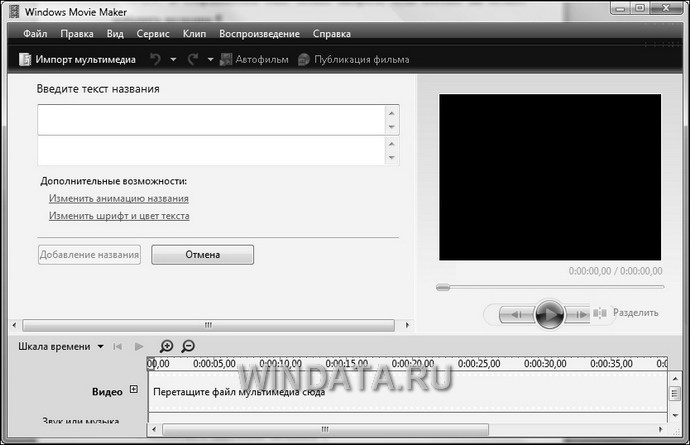 Windows Movie Maker
Файл Правка Вид Сервис Клип Воспроизведение Справка
Импорт мультимедиа Автофильм Публикация фильма
Введите текст названия
Дополнительные возможности:
Изменить анимацию названия
Изменить шрифт и цвет текста
Добавление названия Отмена
0:00:00,00 / 0:00:00,00
Разделить
Шкала времени
00,00 0:00:05,00 0:00:10,00 0:00:15,00 0:00:20,00 0:00:25,00 0:00:30,00 0:00:35,00 0:0
WINDATA.RU
Видео Перетащите файл мультимедиа сюда
Звук или музыка